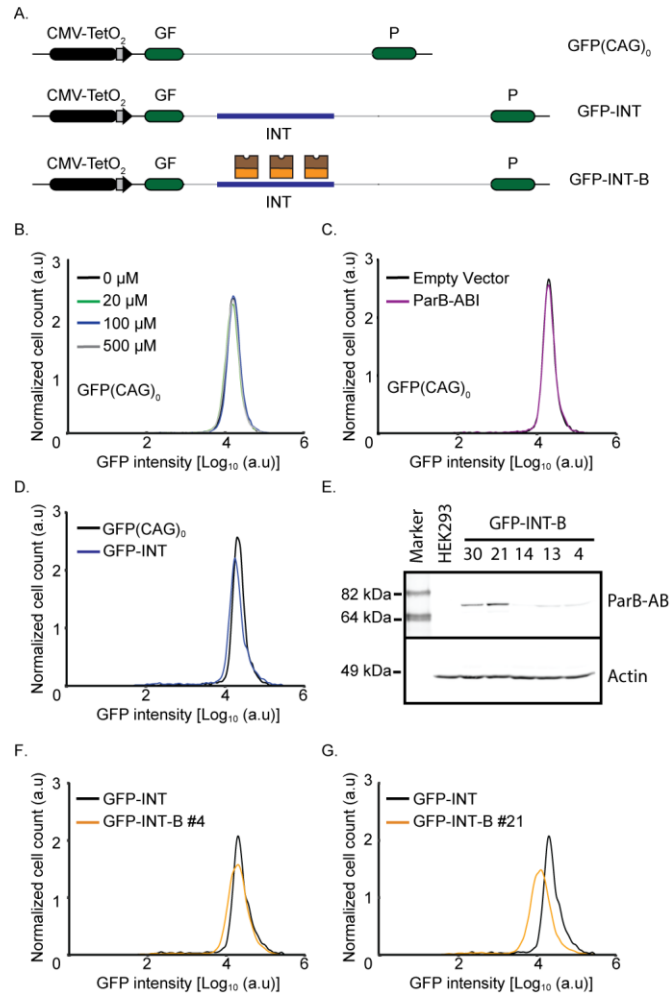 A.
CMV-TetO2 GF P GFP(CAG)0
CMV-TetO2 GF P GFP-INT
INT
CMV-TetO2 GF P GFP-INT-B
INT
B.
Normalized cell count (a.u)
3
2
1
0
0 µM
20 µM
100 µM
500 µM
GFP(CAG)0
2 4 6
GFP intensity [Log10 (a.u)]
C.
Normalized cell count (a.u)
3
2
1
0
Empty Vector
ParB-ABI
GFP(CAG)0
2 4 6
GFP intensity [Log10 (a.u)]
D.
Normalized cell count (a.u)
3
2
1
0
GFP(CAG)0
GFP-INT
2 4 6
GFP intensity [Log10 (a.u)]
E.
Marker
HEK293
GFP-INT-B
30 21 14 13 4
82 kDa
64 kDa
ParB-AB
49 kDa
Actin
F.
Normalized cell count (a.u)
3
2
1
0
GFP-INT
GFP-INT-B #4
2 4 6
GFP intensity [Log10 (a.u)]
G.
Normalized cell count (a.u)
3
2
1
0
GFP-INT
GFP-INT-B #21
2 4 6
GFP intensity [Log10 (a.u)]